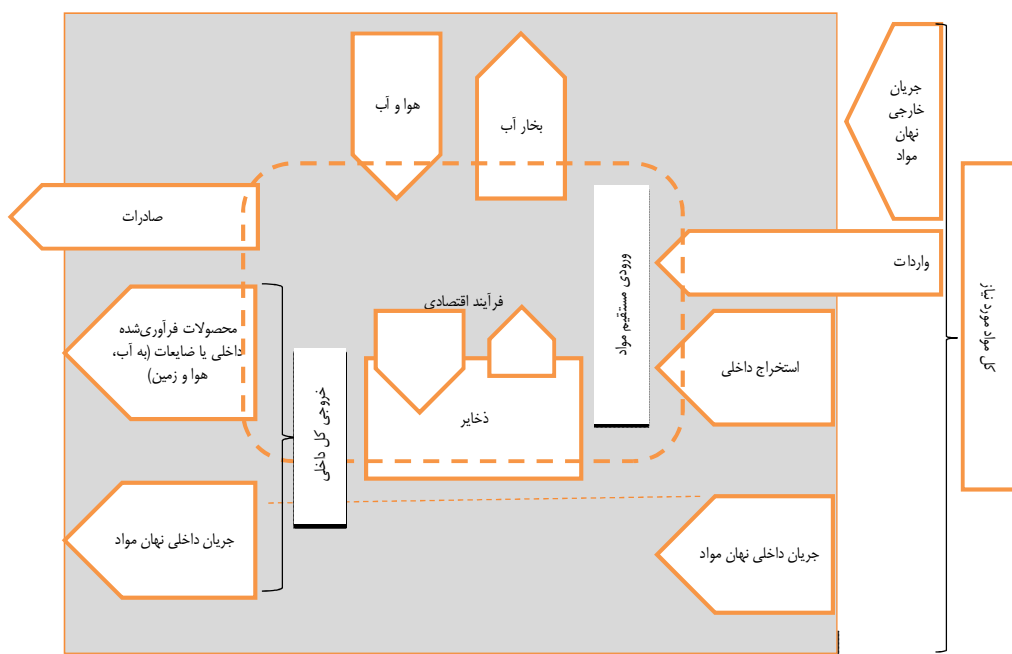 هوا و آب
بخار آب
جریان
خارجی
نهان
مواد
صادرات
واردات
ورودی مستقیم مواد
کل مواد مورد نیاز
فرآیند اقتصادی
محصولات فرآوری‌شده
داخلی یا ضایعات (به آب،
هوا و زمین)
خروجی کل داخلی
استخراج داخلی
ذخایر
جریان داخلی نهان مواد
جریان داخلی نهان مواد